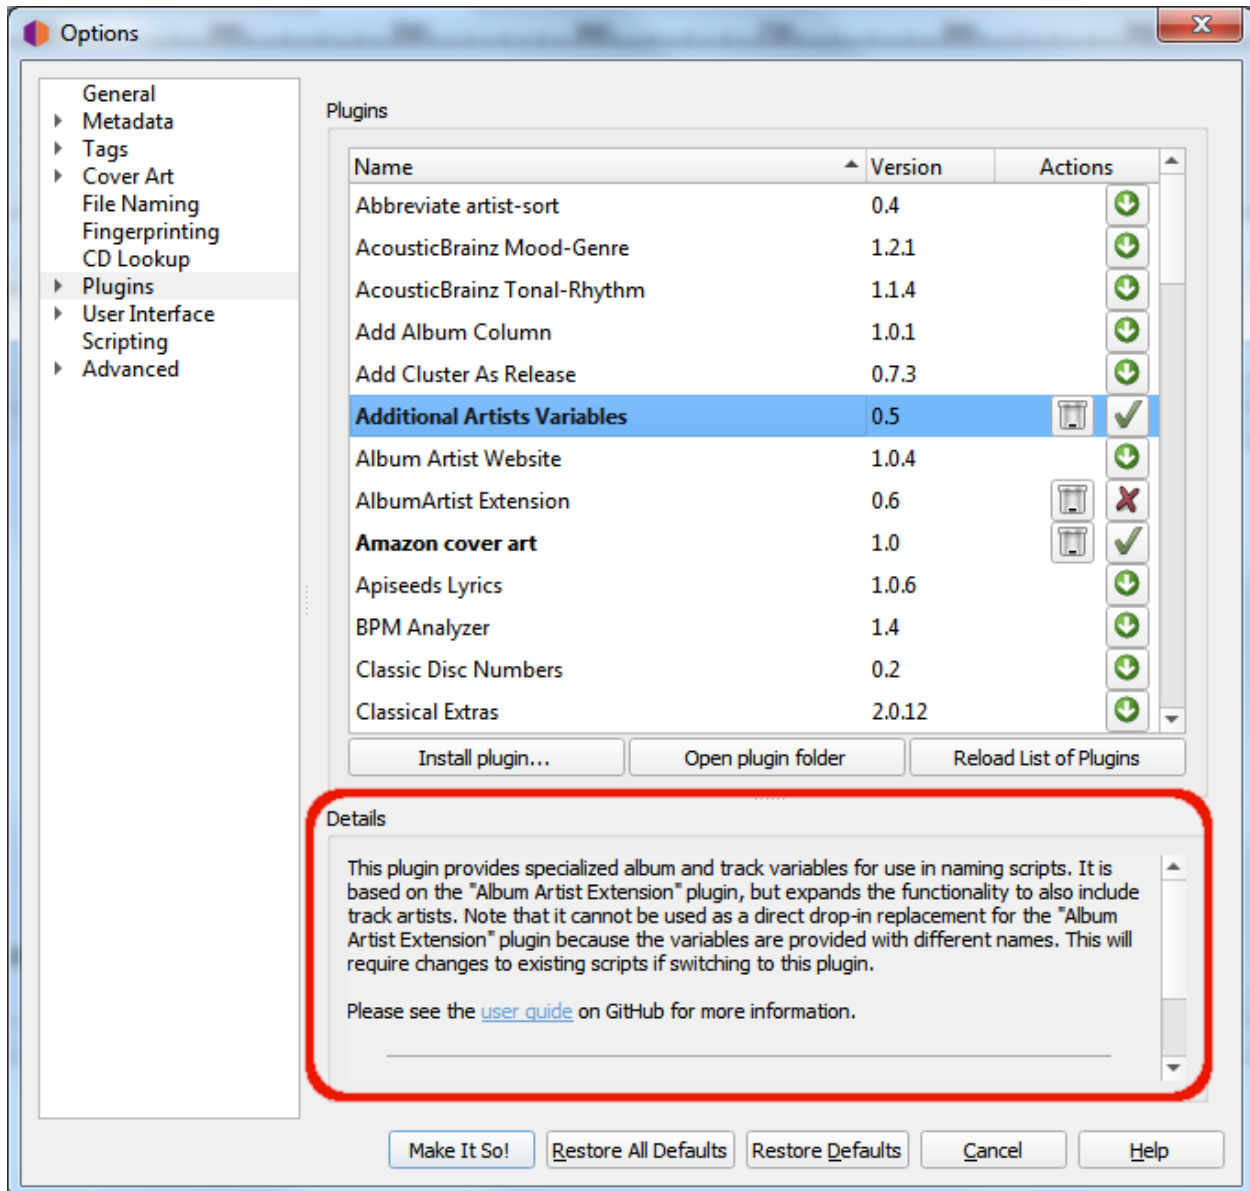 Options
General
Metadata
Tags
Cover Art
File Naming
Fingerprinting
CD Lookup
Plugins
User Interface
Scripting
Advanced
Plugins
Name Version Actions
Abbreviate artist-sort 0.4
AcousticBrainz Mood-Genre 1.2.1
AcousticBrainz Tonal-Rhythm 1.1.4
Add Album Column 1.0.1
Add Cluster As Release 0.7.3
Additional Artists Variables 0.5
Album Artist Website 1.0.4
AlbumArtist Extension 0.6
Amazon cover art 1.0
Apiseeds Lyrics 1.0.6
BPM Analyzer 1.4
Classic Disc Numbers 0.2
Classical Extras 2.0.12
Install plugin... Open plugin folder Reload List of Plugins
Details
This plugin provides specialized album and track variables for use in naming scripts. It is
based on the "Album Artist Extension" plugin, but expands the functionality to also include
track artists. Note that it cannot be used as a direct drop-in replacement for the "Album
Artist Extension" plugin because the variables are provided with different names. This will
require changes to existing scripts if switching to this plugin.
Please see the user guide on GitHub for more information.
Make It So! Restore All Defaults Restore Defaults Cancel Help